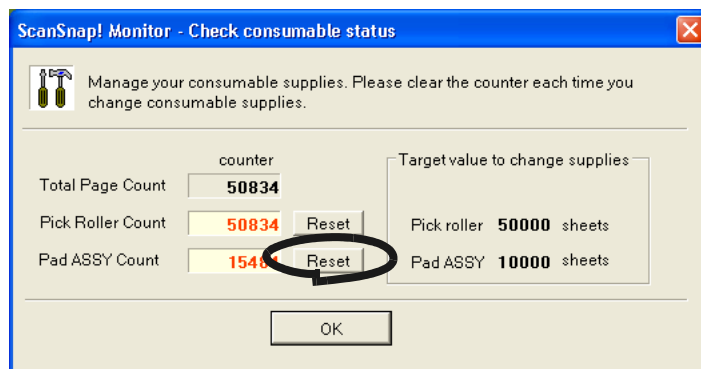 ScanSnap! Monitor - Check consumable status
Manage your consumable supplies. Please clear the counter each time you
change consumable supplies.
counter
Target value to change supplies
Total Page Count 50834
Pick Roller Count 50834 Reset Pick roller 50000 sheets
Pad ASSY Count 15484 Reset Pad ASSY 10000 sheets
OK